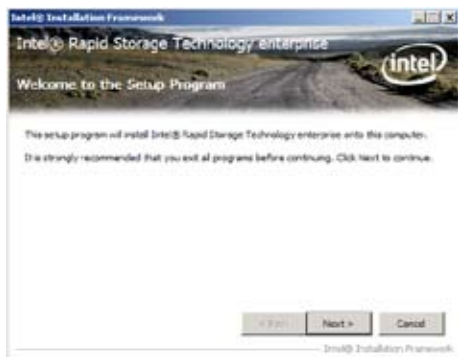 Intel® Installation Framework
Intel® Rapid Storage Technology enterprise
intel
Welcome to the Setup Program
This setup program will install Intel® Rapid Storage Technology enterprise onto this computer.
It is strongly recommended that you exit all programs before continuing. Click Next to continue.
< Back
Next >
Cancel
Intel® Installation Framework